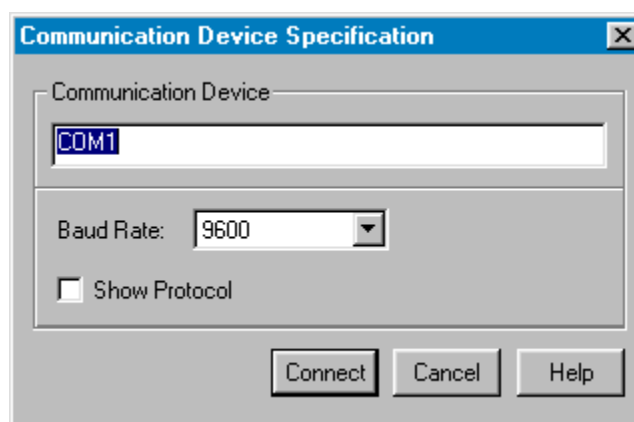 Communication Device Specification
Communication Device
COM1
Baud Rate: 9600
Show Protocol
Connect Cancel Help